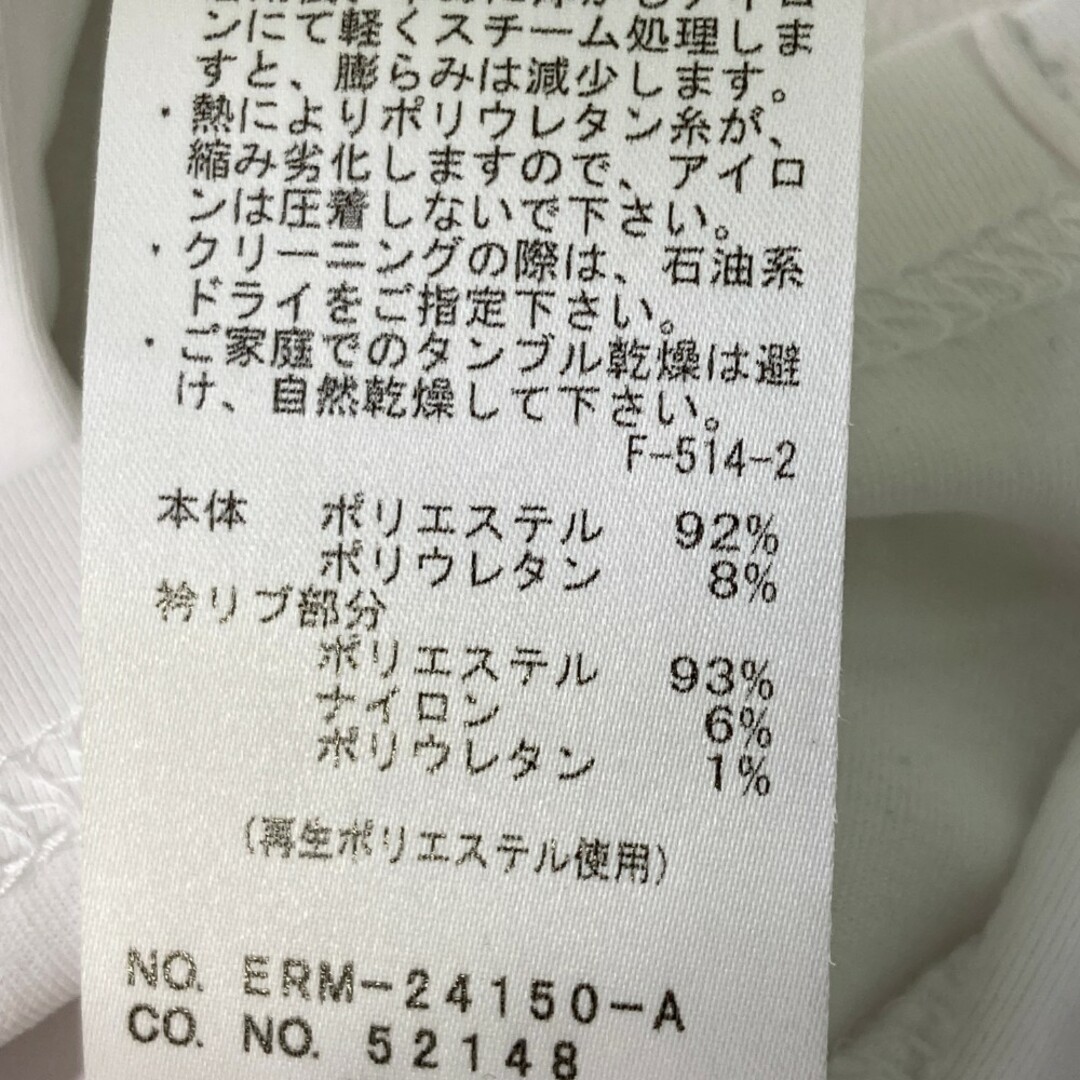 ンにて軽くスチーム処理しま
すと、膨らみは減少します。
・熱によりポリウレタン糸が、
縮み劣化しますので、アイロ
ンは圧着しないで下さい。
・クリーニングの際は、石油系
ドライをご指定下さい。
・ご家庭でのタンブル乾燥は避
け、自然乾燥して下さい。
F-514-2
本体 ポリエステル 92%
ポリウレタン 8%
衿リブ部分
ポリエステル 93%
ナイロン 6%
ポリウレタン 1%
(再生ポリエステル使用)
NO. ERM-24150-A
CO. NO. 52148